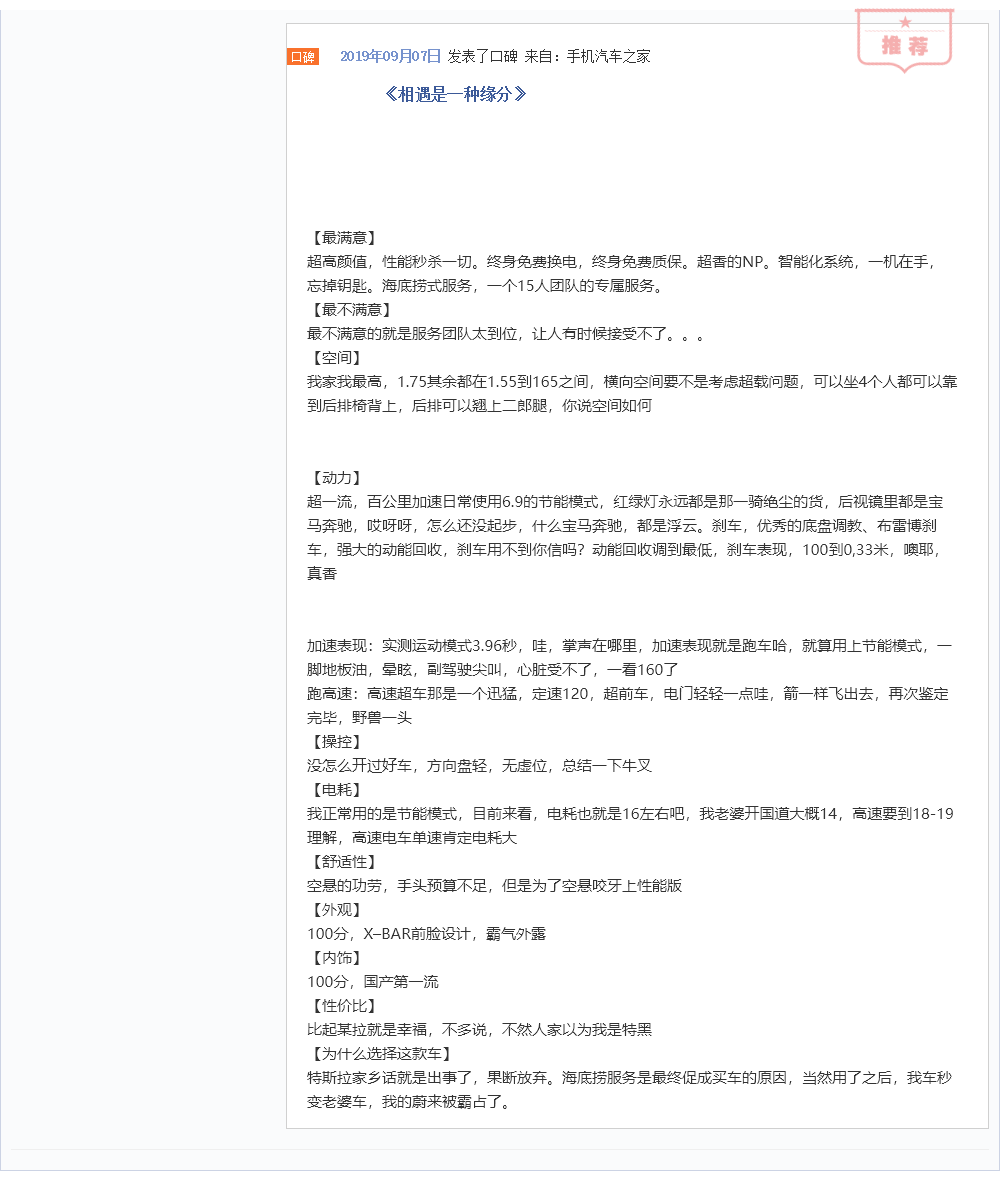 推荐
口碑 2019年09月07日 发表了口碑 来自：手机汽车之家
《相遇是一种缘分》
【最满意】
超高颜值，性能秒杀一切。终身免费换电，终身免费质保。超香的NP。智能化系统，一机在手，
忘掉钥匙。海底捞式服务，一个15人团队的专属服务。
【最不满意】
最不满意的就是服务团队太到位，让人有时候接受不了。。。
【空间】
我家我最高，1.75其余都在1.55到165之间，横向空间要不是考虑超载问题，可以坐4个人都可以靠
到后排椅背上，后排可以翘上二郎腿，你说空间如何
【动力】
超一流，百公里加速日常使用6.9的节能模式，红绿灯永远都是那一骑绝尘的货，后视镜里都是宝
马奔驰，哎呀呀，怎么还没起步，什么宝马奔驰，都是浮云。刹车，优秀的底盘调教、布雷博刹
车，强大的动能回收，刹车用不到你信吗？动能回收调到最低，刹车表现，100到0,33米，噢耶，
真香
加速表现：实测运动模式3.96秒，哇，掌声在哪里，加速表现就是跑车哈，就算用上节能模式，一
脚地板油，晕眩，副驾驶尖叫，心脏受不了，一看160了
跑高速：高速超车那是一个迅猛，定速120，超前车，电门轻轻一点哇，箭一样飞出去，再次鉴定
完毕，野兽一头
【操控】
没怎么开过好车，方向盘轻，无虚位，总结一下牛叉
【电耗】
我正常用的是节能模式，目前来看，电耗也就是16左右吧，我老婆开国道大概14，高速要到18-19
理解，高速电车单速肯定电耗大
【舒适性】
空悬的功劳，手头预算不足，但是为了空悬咬牙上性能版
【外观】
100分，X–BAR前脸设计，霸气外露
【内饰】
100分，国产第一流
【性价比】
比起某拉就是幸福，不多说，不然人家以为我是特黑
【为什么选择这款车】
特斯拉家乡话就是出事了，果断放弃。海底捞服务是最终促成买车的原因，当然用了之后，我车秒
变老婆车，我的蔚来被霸占了。